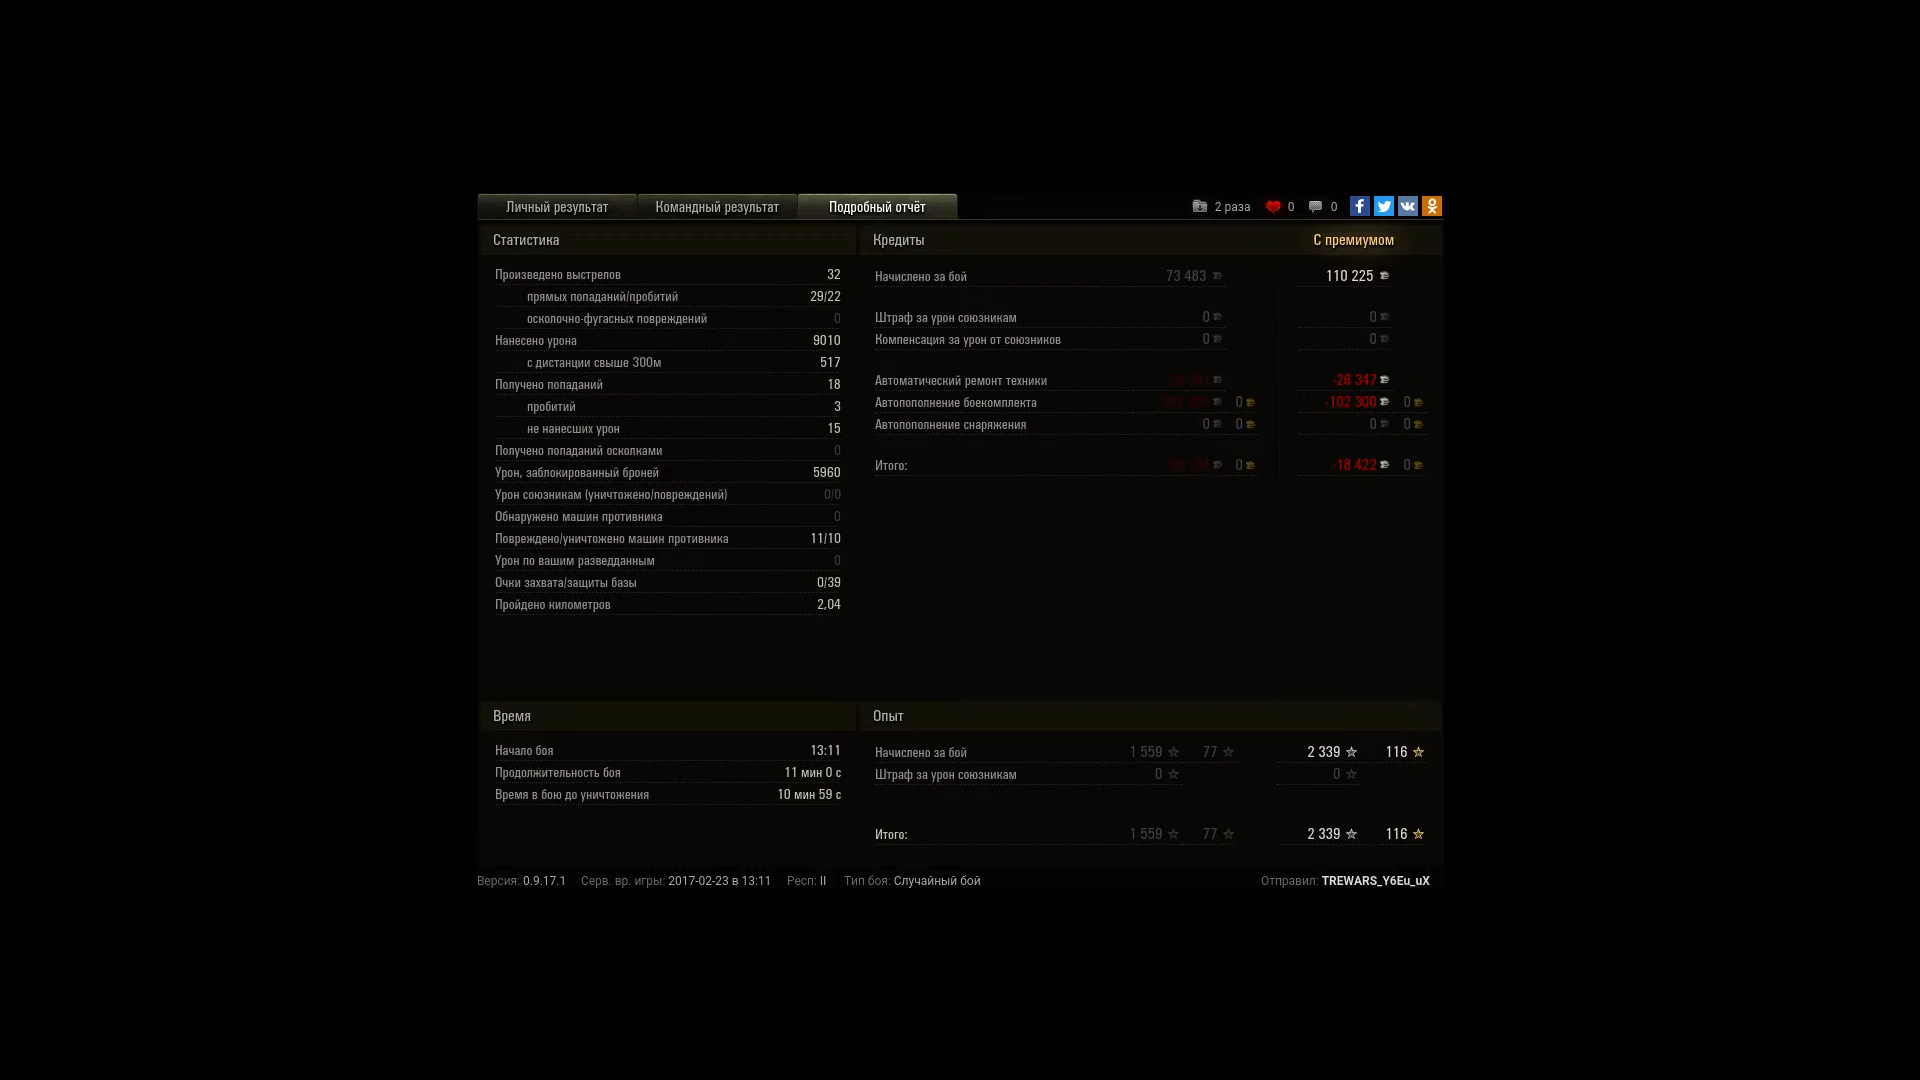 Личный результат Командный результат Подробный отчёт 2 раза 0 0
Статистика
Произведено выстрелов 32
прямых попаданий/пробитий 29/22
осколочно-фугасных повреждений 0
Нанесено урона 9010
с дистанции свыше 300м 517
Получено попаданий 18
пробитий 3
не нанесших урон 15
Получено попаданий осколками 0
Урон, заблокированный броней 5960
Урон союзникам (уничтожено/повреждений) 0/0
Обнаружено машин противника 0
Повреждено/уничтожено машин противника 11/10
Урон по вашим разведданным 0
Очки захвата/защиты базы 0/39
Пройдено километров 2,04
Кредиты С премиумом
Начислено за бой 73 483 110 225
Штраф за урон союзникам 0 0
Компенсация за урон от союзников 0 0
Автоматический ремонт техники -26 347
Автопополнение боекомплекта 0 -102 300 0
Автопополнение снаряжения 0 0 0 0
Итого: 0 -18 422 0
Время
Начало боя 13:11
Продолжительность боя 11 мин 0 с
Время в бою до уничтожения 10 мин 59 с
Опыт
Начислено за бой 1 559 77 2 339 116
Штраф за урон союзникам 0 0
Итого: 1 559 77 2 339 116
Версия: 0.9.17.1 Серв. вр. игры: 2017-02-23 в 13:11 Респ: II Тип боя: Случайный бой Отправил: TREWARS_Y6Eu_uX